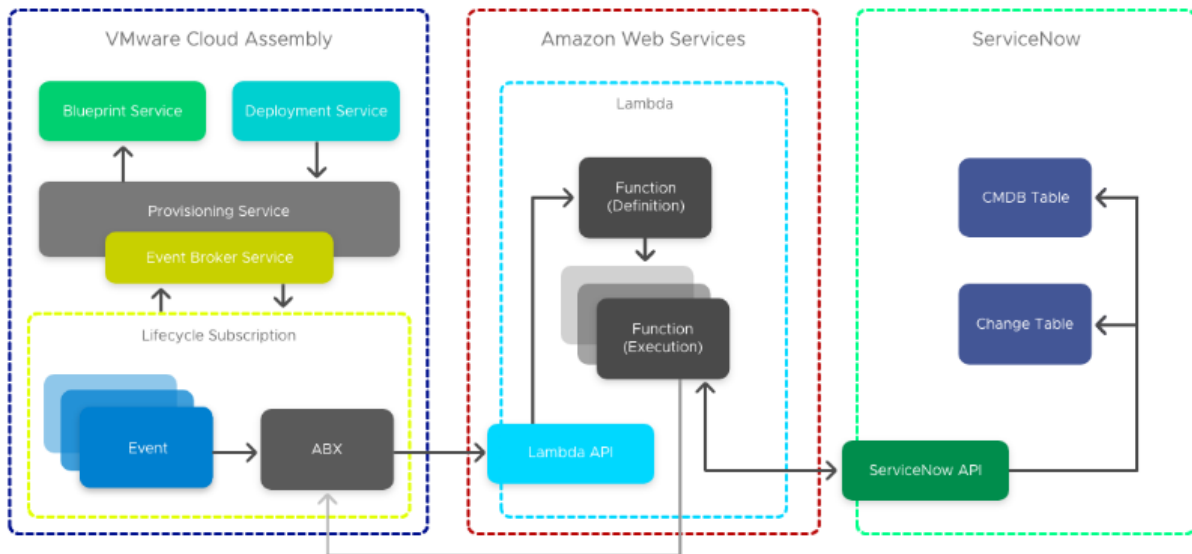 VMware Cloud Assembly
Blueprint Service
Deployment Service
Provisioning Service
Event Broker Service
Lifecycle Subscription
Event
ABX
Amazon Web Services
Lambda
Function
(Definition)
Function
(Execution)
Lambda API
ServiceNow
CMDB Table
Change Table
ServiceNow API